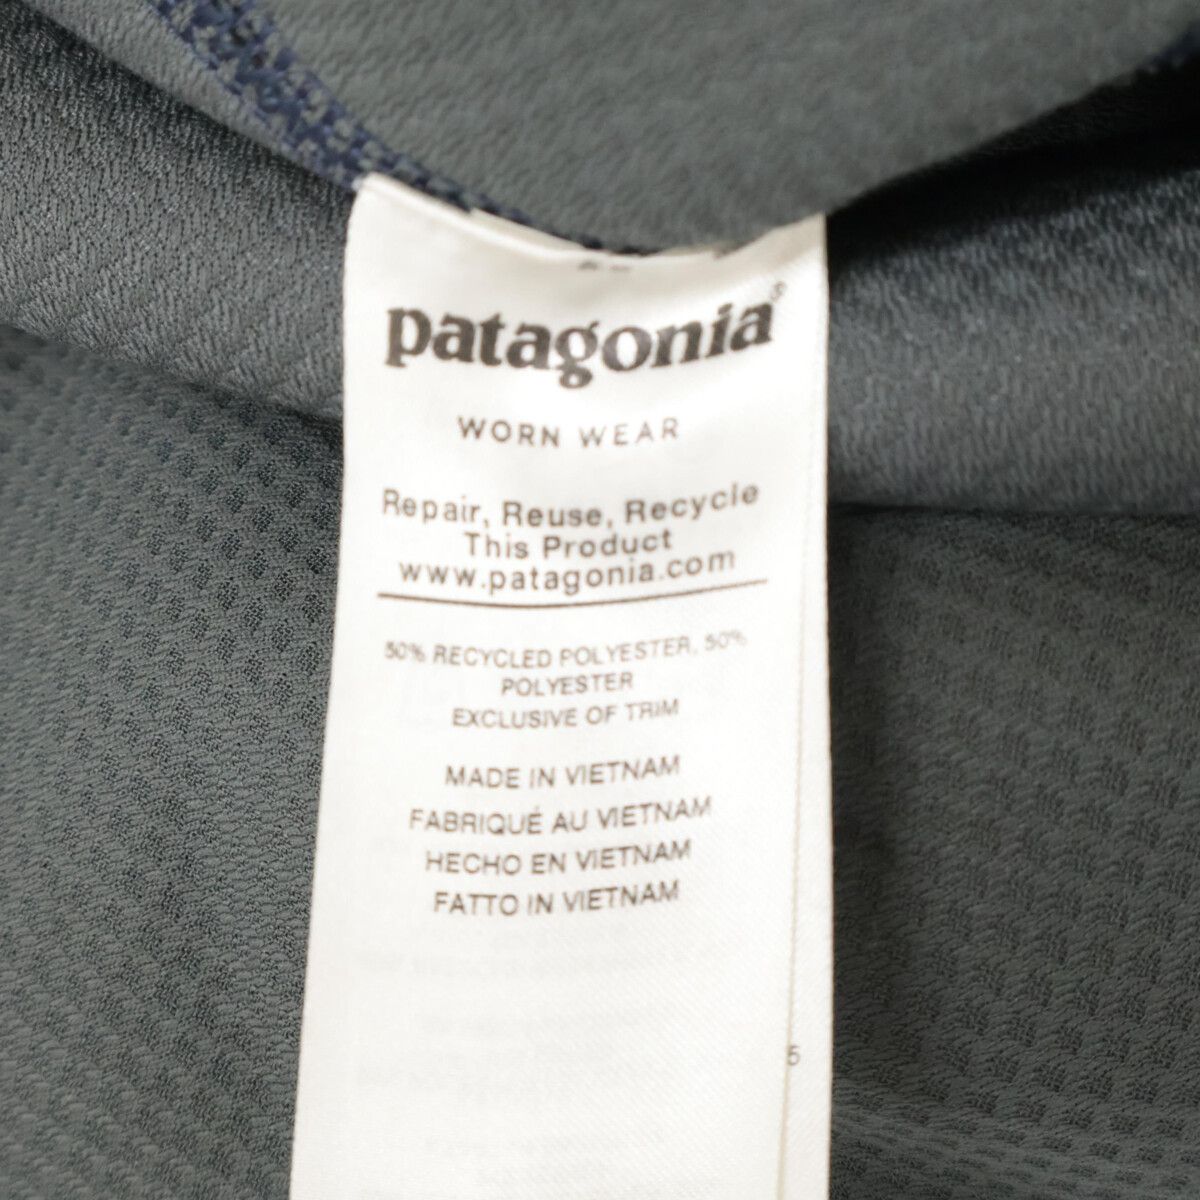 patagonia®
WORN WEAR
Repair, Reuse, Recycle
This Product
www.patagonia.com
50% RECYCLED POLYESTER, 50%
POLYESTER
EXCLUSIVE OF TRIM
MADE IN VIETNAM
FABRIQUÉ AU VIETNAM
HECHO EN VIETNAM
FATTO IN VIETNAM
5